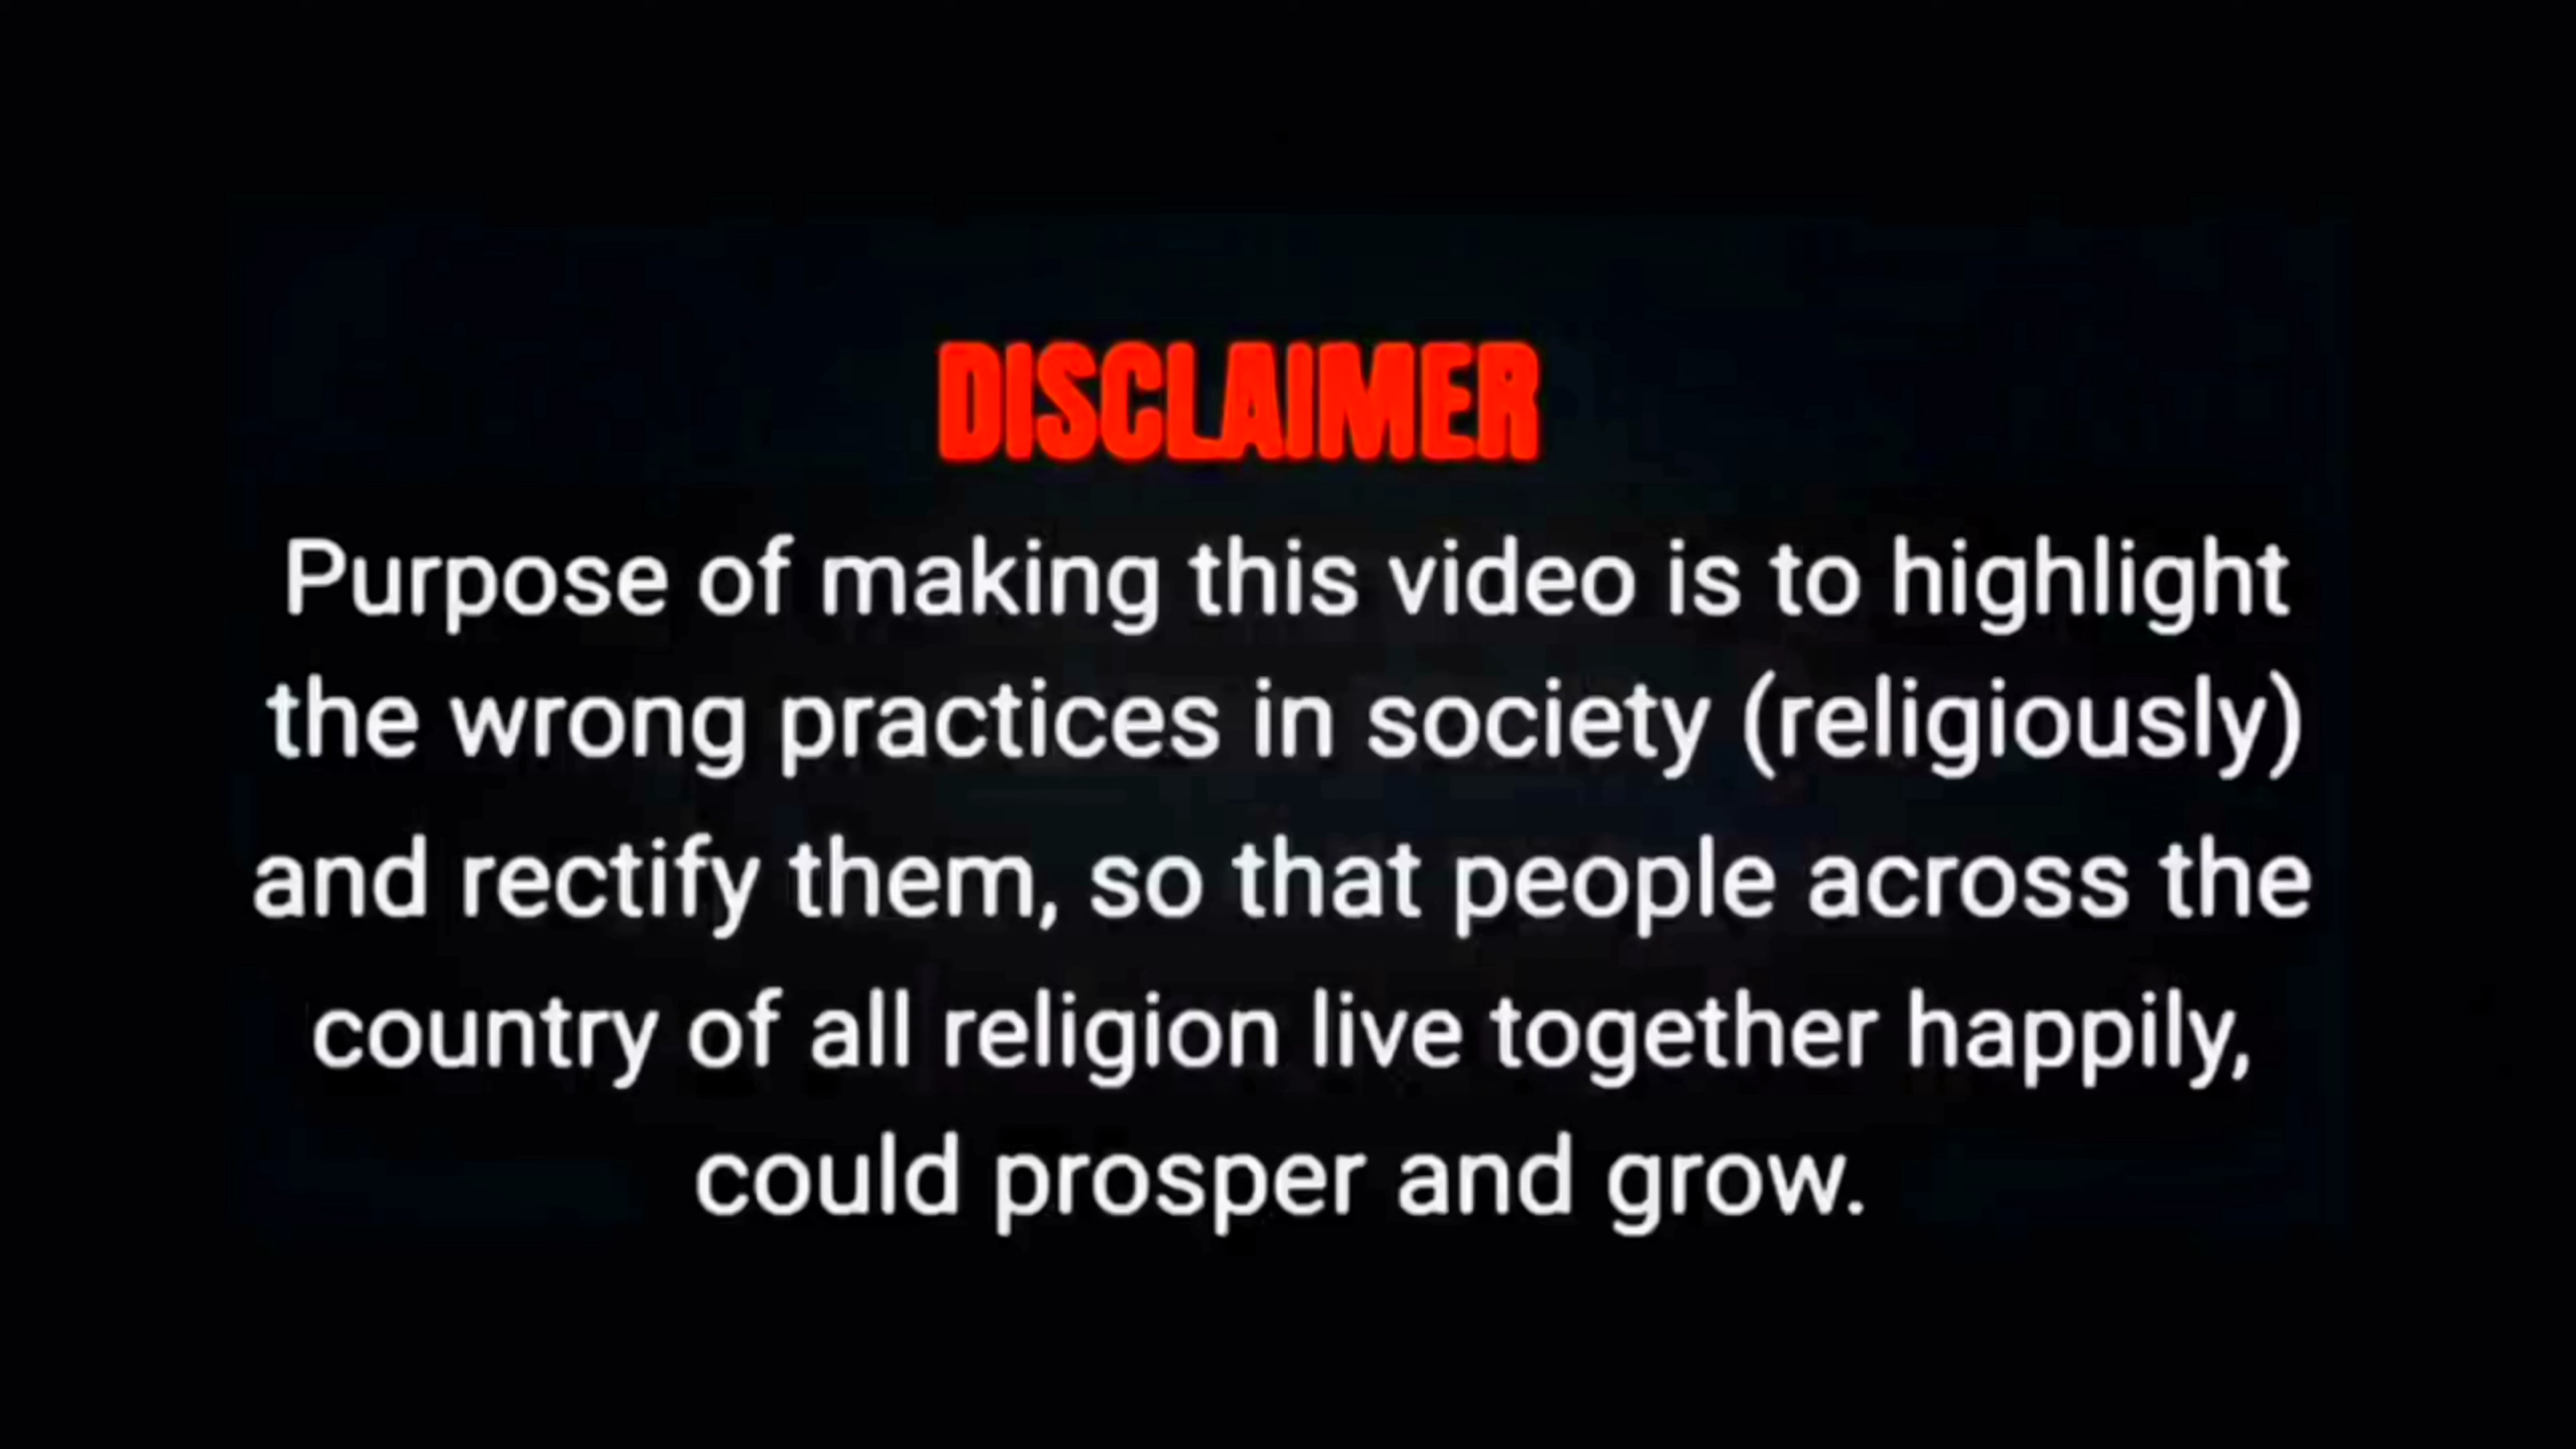 DISCLAIMER
Purpose of making this video is to highlight
the wrong practices in society (religiously)
and rectify them, so that people across the
country of all religion live together happily,
could prosper and grow.